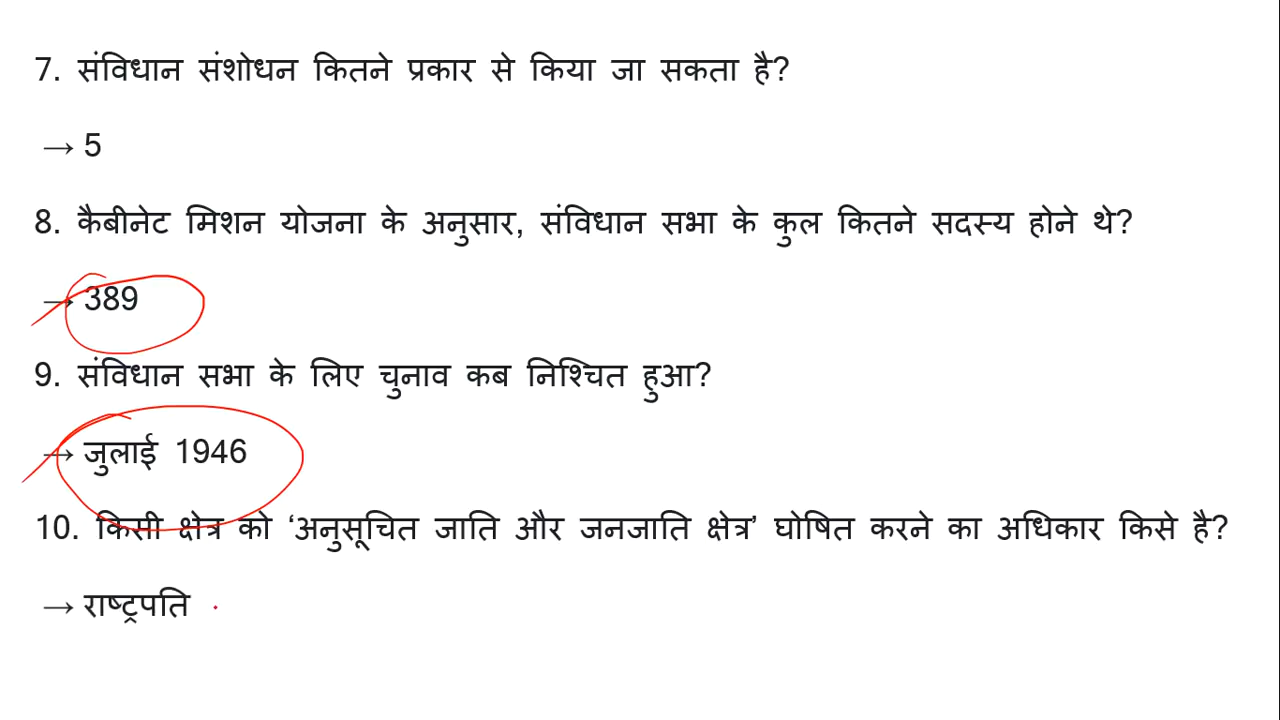 7. संविधान संशोधन कितने प्रकार से किया जा सकता है?
→ 5
8. कैबीनेट मिशन योजना के अनुसार, संविधान सभा के कुल कितने सदस्य होने थे?
→ 389
9. संविधान सभा के लिए चुनाव कब निश्चित हुआ?
→ जुलाई 1946
10. किसी क्षेत्र को ‘अनुसूचित जाति और जनजाति क्षेत्र’ घोषित करने का अधिकार किसे है?
→ राष्ट्रपति